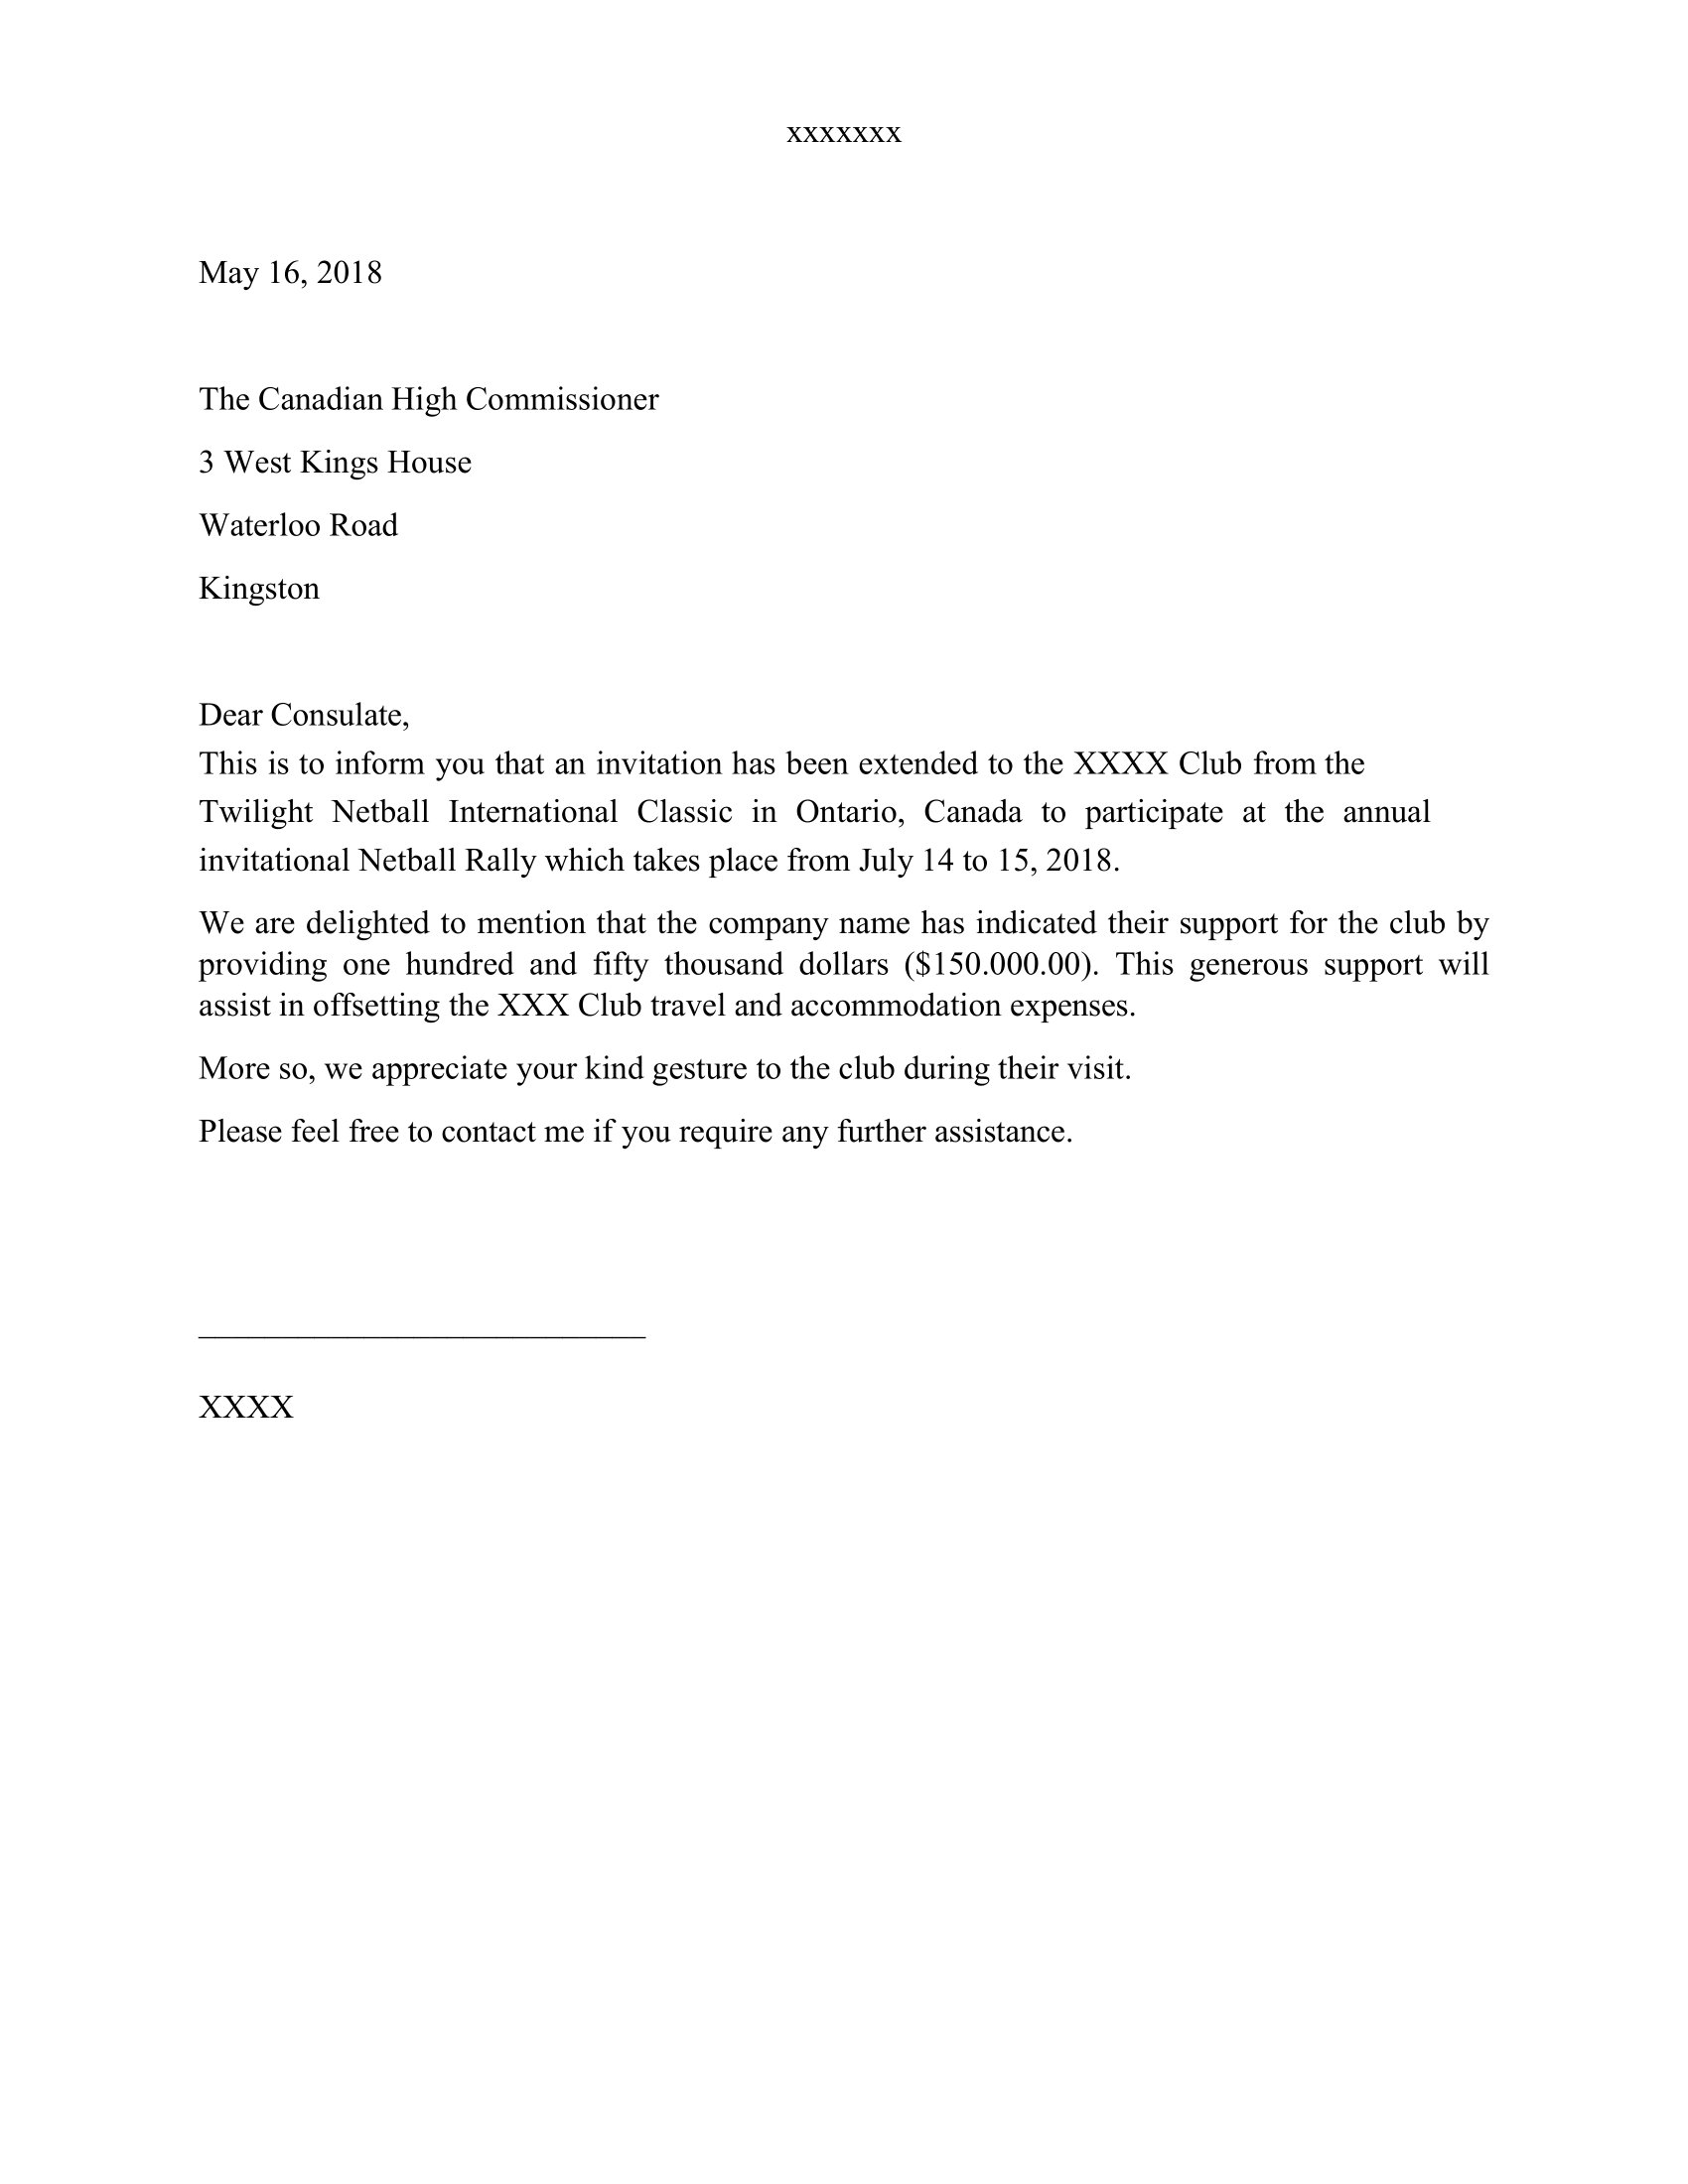 xxxxxxx
May 16, 2018
The Canadian High Commissioner
3 West Kings House
Waterloo Road
Kingston
Dear Consulate,
This is to inform you that an invitation has been extended to the XXXX Club from the
Twilight Netball International Classic in Ontario, Canada to participate at the annual
invitational Netball Rally which takes place from July 14 to 15, 2018.
We are delighted to mention that the company name has indicated their support for the club by
providing one hundred and fifty thousand dollars ($150.000.00). This generous support will
assist in offsetting the XXX Club travel and accommodation expenses.
More so, we appreciate your kind gesture to the club during their visit.
Please feel free to contact me if you require any further assistance.
___________________________
XXXX